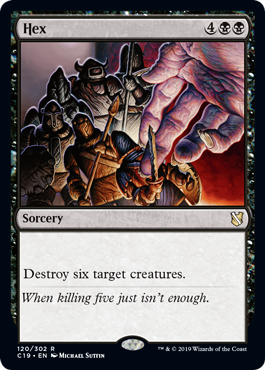 Hex 4
Sorcery
Destroy six target creatures.
When killing five just isn't enough.
120/302 R
C19 • EN Michael Sutfin ™ & © 2019 Wizards of the Coast